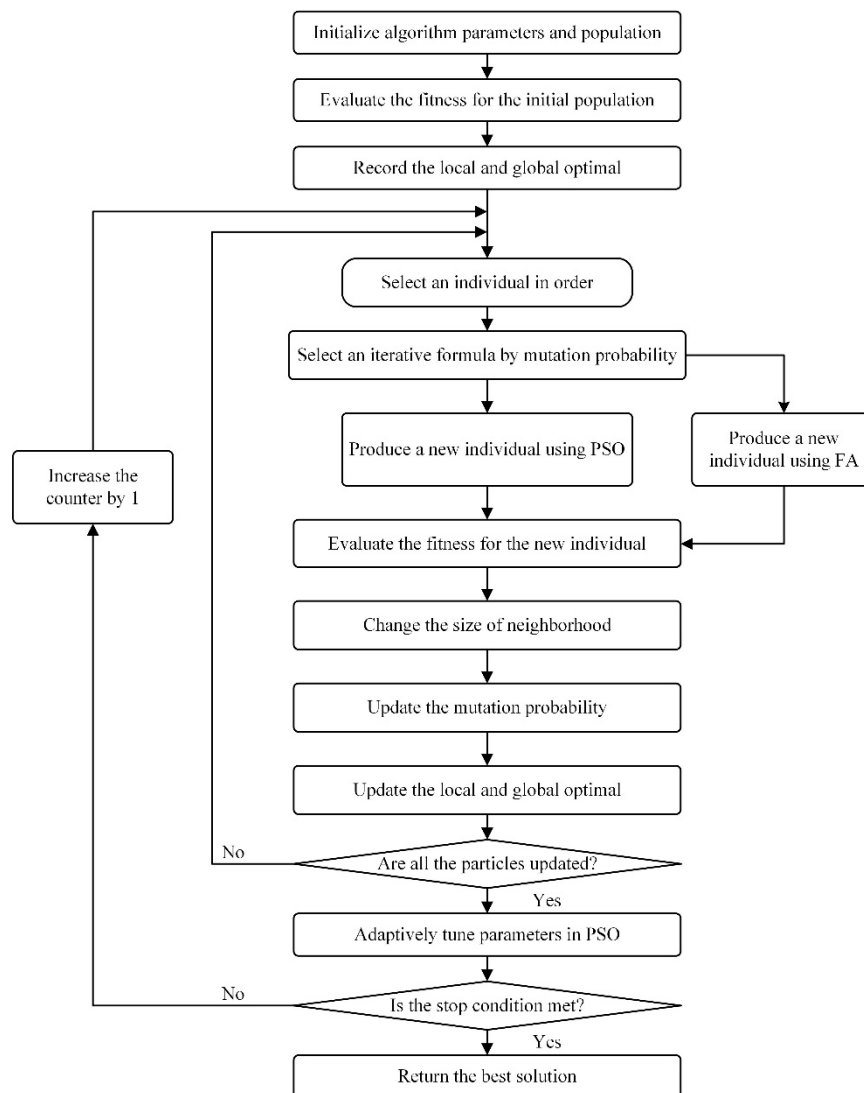 Initialize algorithm parameters and population
Evaluate the fitness for the initial population
Record the local and global optimal
Select an individual in order
Select an iterative formula by mutation probability
Produce a new individual using PSO
Produce a new
individual using FA
Increase the
counter by 1
Evaluate the fitness for the new individual
Change the size of neighborhood
Update the mutation probability
Update the local and global optimal
No
Are all the particles updated?
Yes
Adaptively tune parameters in PSO
No
Is the stop condition met?
Yes
Return the best solution